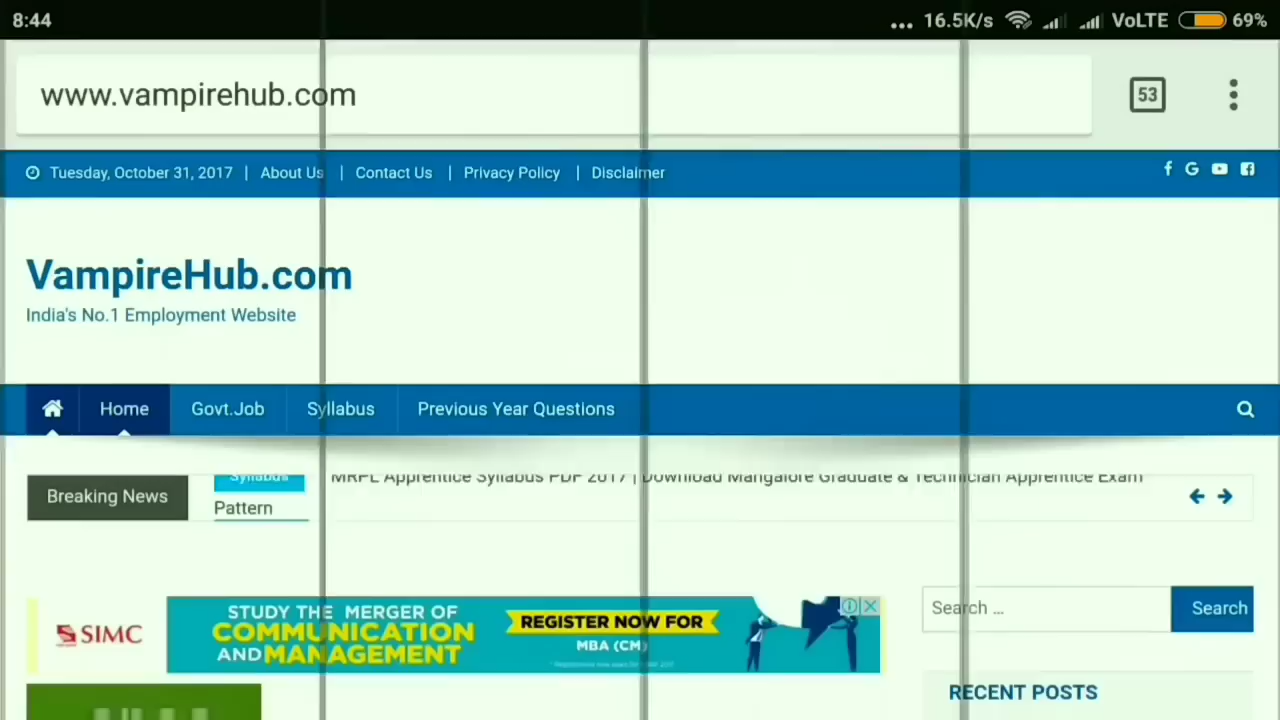 8:44
... 16.5K/s VoLTE 69%
www.vampirehub.com
53
Tuesday, October 31, 2017 | About Us | Contact Us | Privacy Policy | Disclaimer
VampireHub.com
India's No.1 Employment Website
Home Govt.Job Syllabus Previous Year Questions
Breaking News
Syllabus
MRPL Apprentice Syllabus PDF 2017 | Download Mangalore Graduate & Technician Apprentice Exam
Pattern
SIMC
STUDY THE MERGER OF
COMMUNICATION
AND MANAGEMENT
REGISTER NOW FOR
MBA (CM)
Search ...
Search
RECENT POSTS